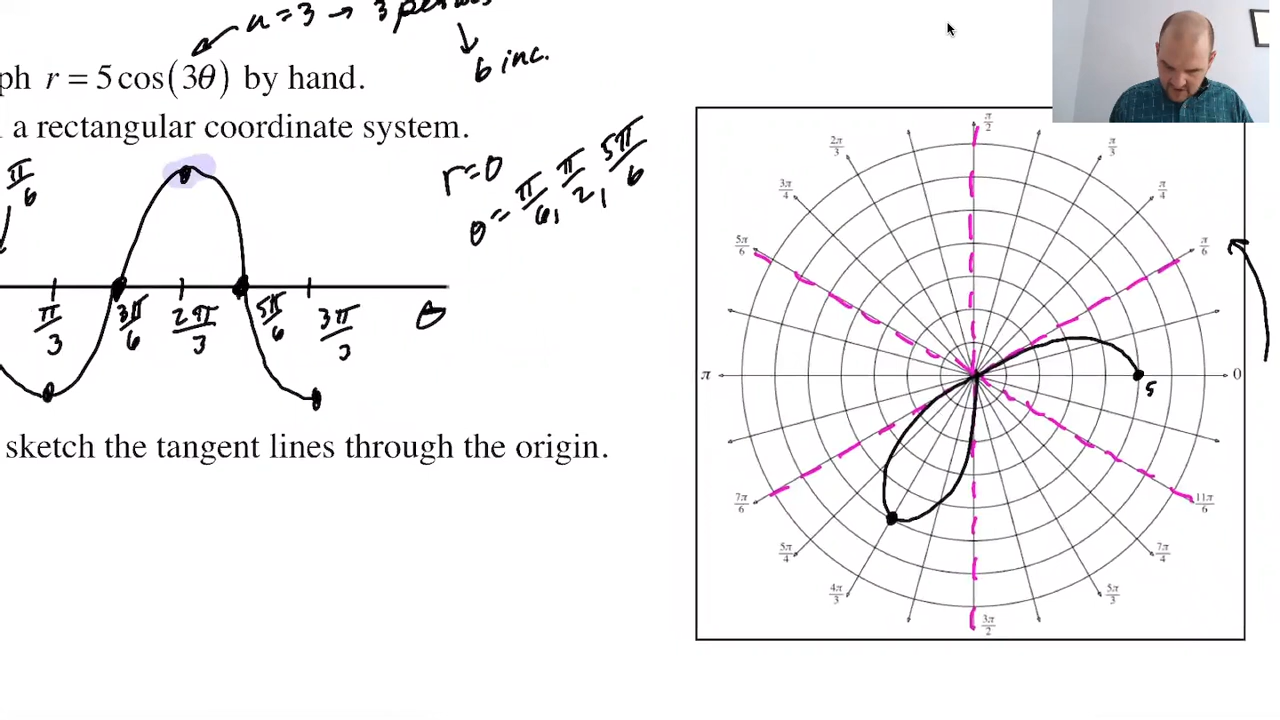 n = 3 → 3
6 inc.
ph r = 5 cos(3θ) by hand.
a rectangular coordinate system.
π/6
r=0
θ = π/6, π/2, 5π/6
π/3 3π/6 2π/3 5π/6 3π/3 θ
sketch the tangent lines through the origin.
π/2
2π/3 π/3
3π/4 π/4
5π/6 π/6
π 0
5
7π/6 11π/6
5π/4 7π/4
4π/3 5π/3
3π/2